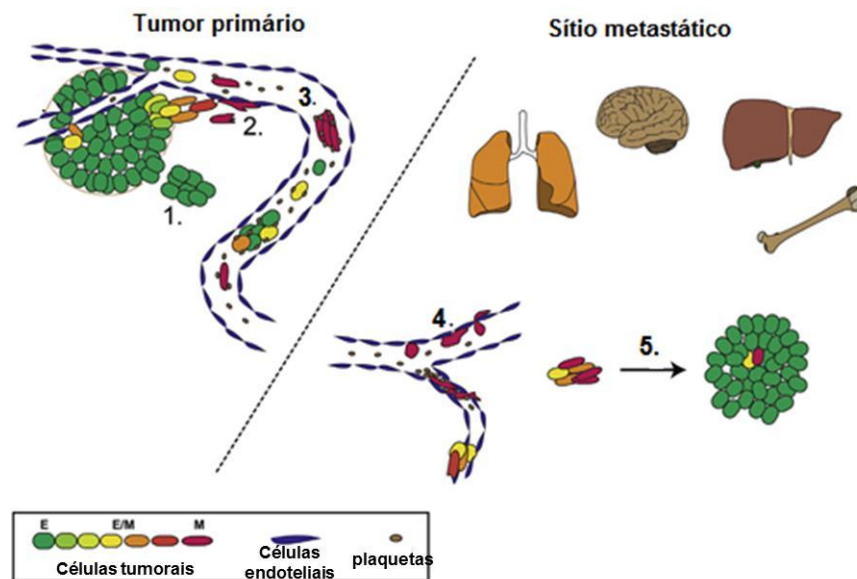 Tumor primário
Sítio metastático
3.
2.
1.
4.
5.
E E/M M
Células tumorais
Células
endoteliais
plaquetas